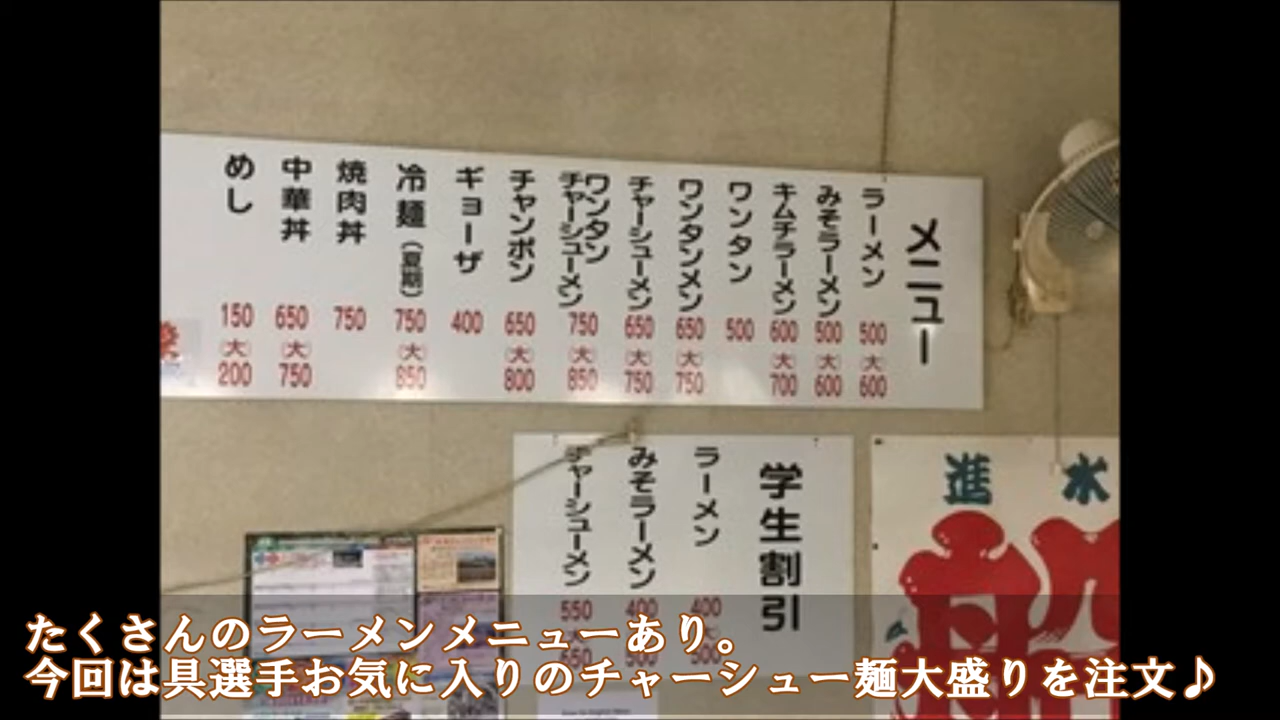 メニュー
ラーメン 500 (大) 600
みそラーメン 500 (大) 600
キムチラーメン 600 (大) 700
ワンタン 500
ワンタンメン 650 (大) 750
チャーシューメン 650 (大) 750
ワンタンチャーシューメン 750 (大) 850
チャンポン 650 (大) 800
ギョーザ 400
冷麺(夏期) 750 (大) 850
焼肉丼 750
中華丼 650 (大) 750
めし 150 (大) 200
学生割引
ラーメン 400 500
みそラーメン 400
チャーシューメン 550 650
進水
たくさんのラーメンメニューあり。
今回は具選手お気に入りのチャーシュー麺大盛りを注文♪